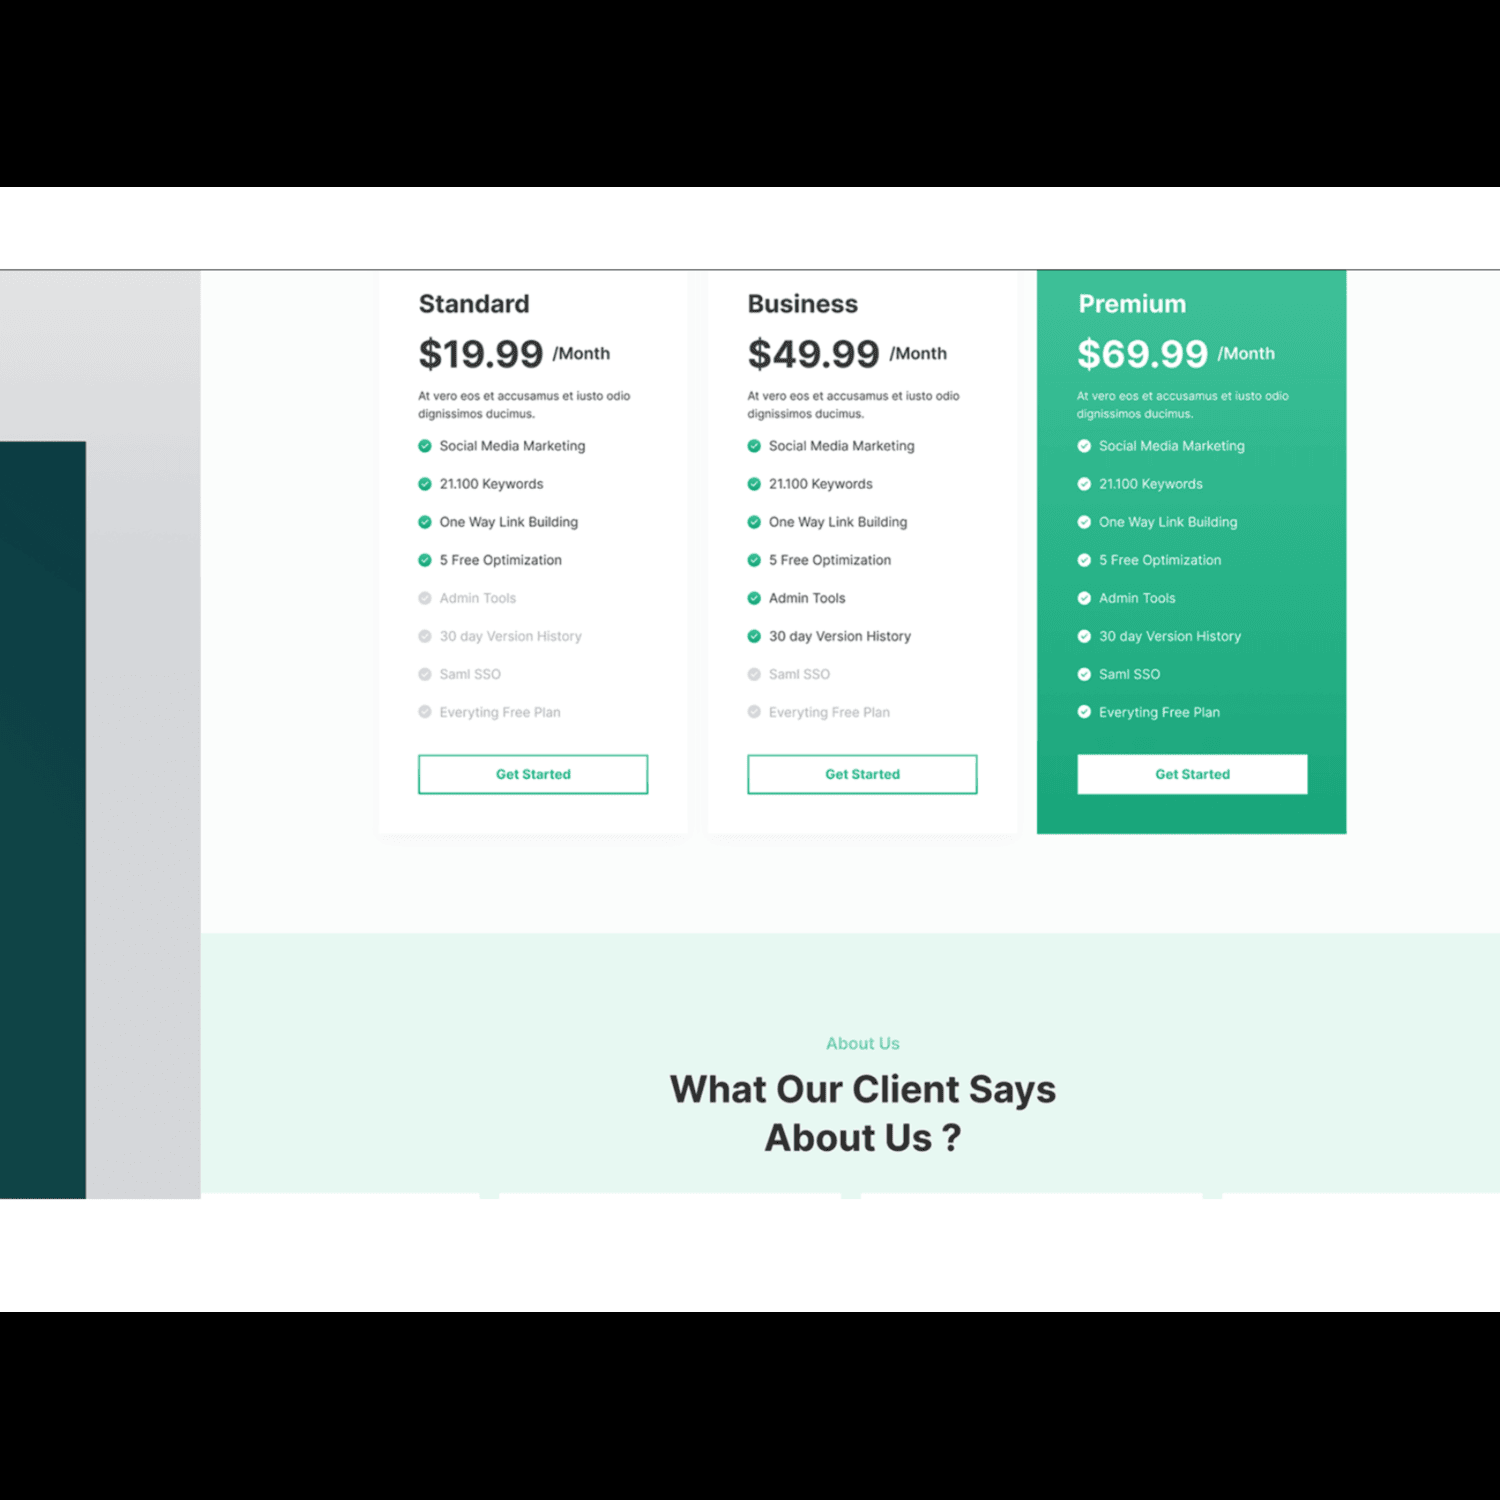 Standard
$19.99 /Month
At vero eos et accusamus et iusto odio
dignissimos ducimus.
Social Media Marketing
21.100 Keywords
One Way Link Building
5 Free Optimization
Admin Tools
30 day Version History
Saml SSO
Everyting Free Plan
Get Started
Business
$49.99 /Month
At vero eos et accusamus et iusto odio
dignissimos ducimus.
Social Media Marketing
21.100 Keywords
One Way Link Building
5 Free Optimization
Admin Tools
30 day Version History
Saml SSO
Everyting Free Plan
Get Started
Premium
$69.99 /Month
At vero eos et accusamus et iusto odio
dignissimos ducimus.
Social Media Marketing
21.100 Keywords
One Way Link Building
5 Free Optimization
Admin Tools
30 day Version History
Saml SSO
Everyting Free Plan
Get Started
About Us
What Our Client Says
About Us ?